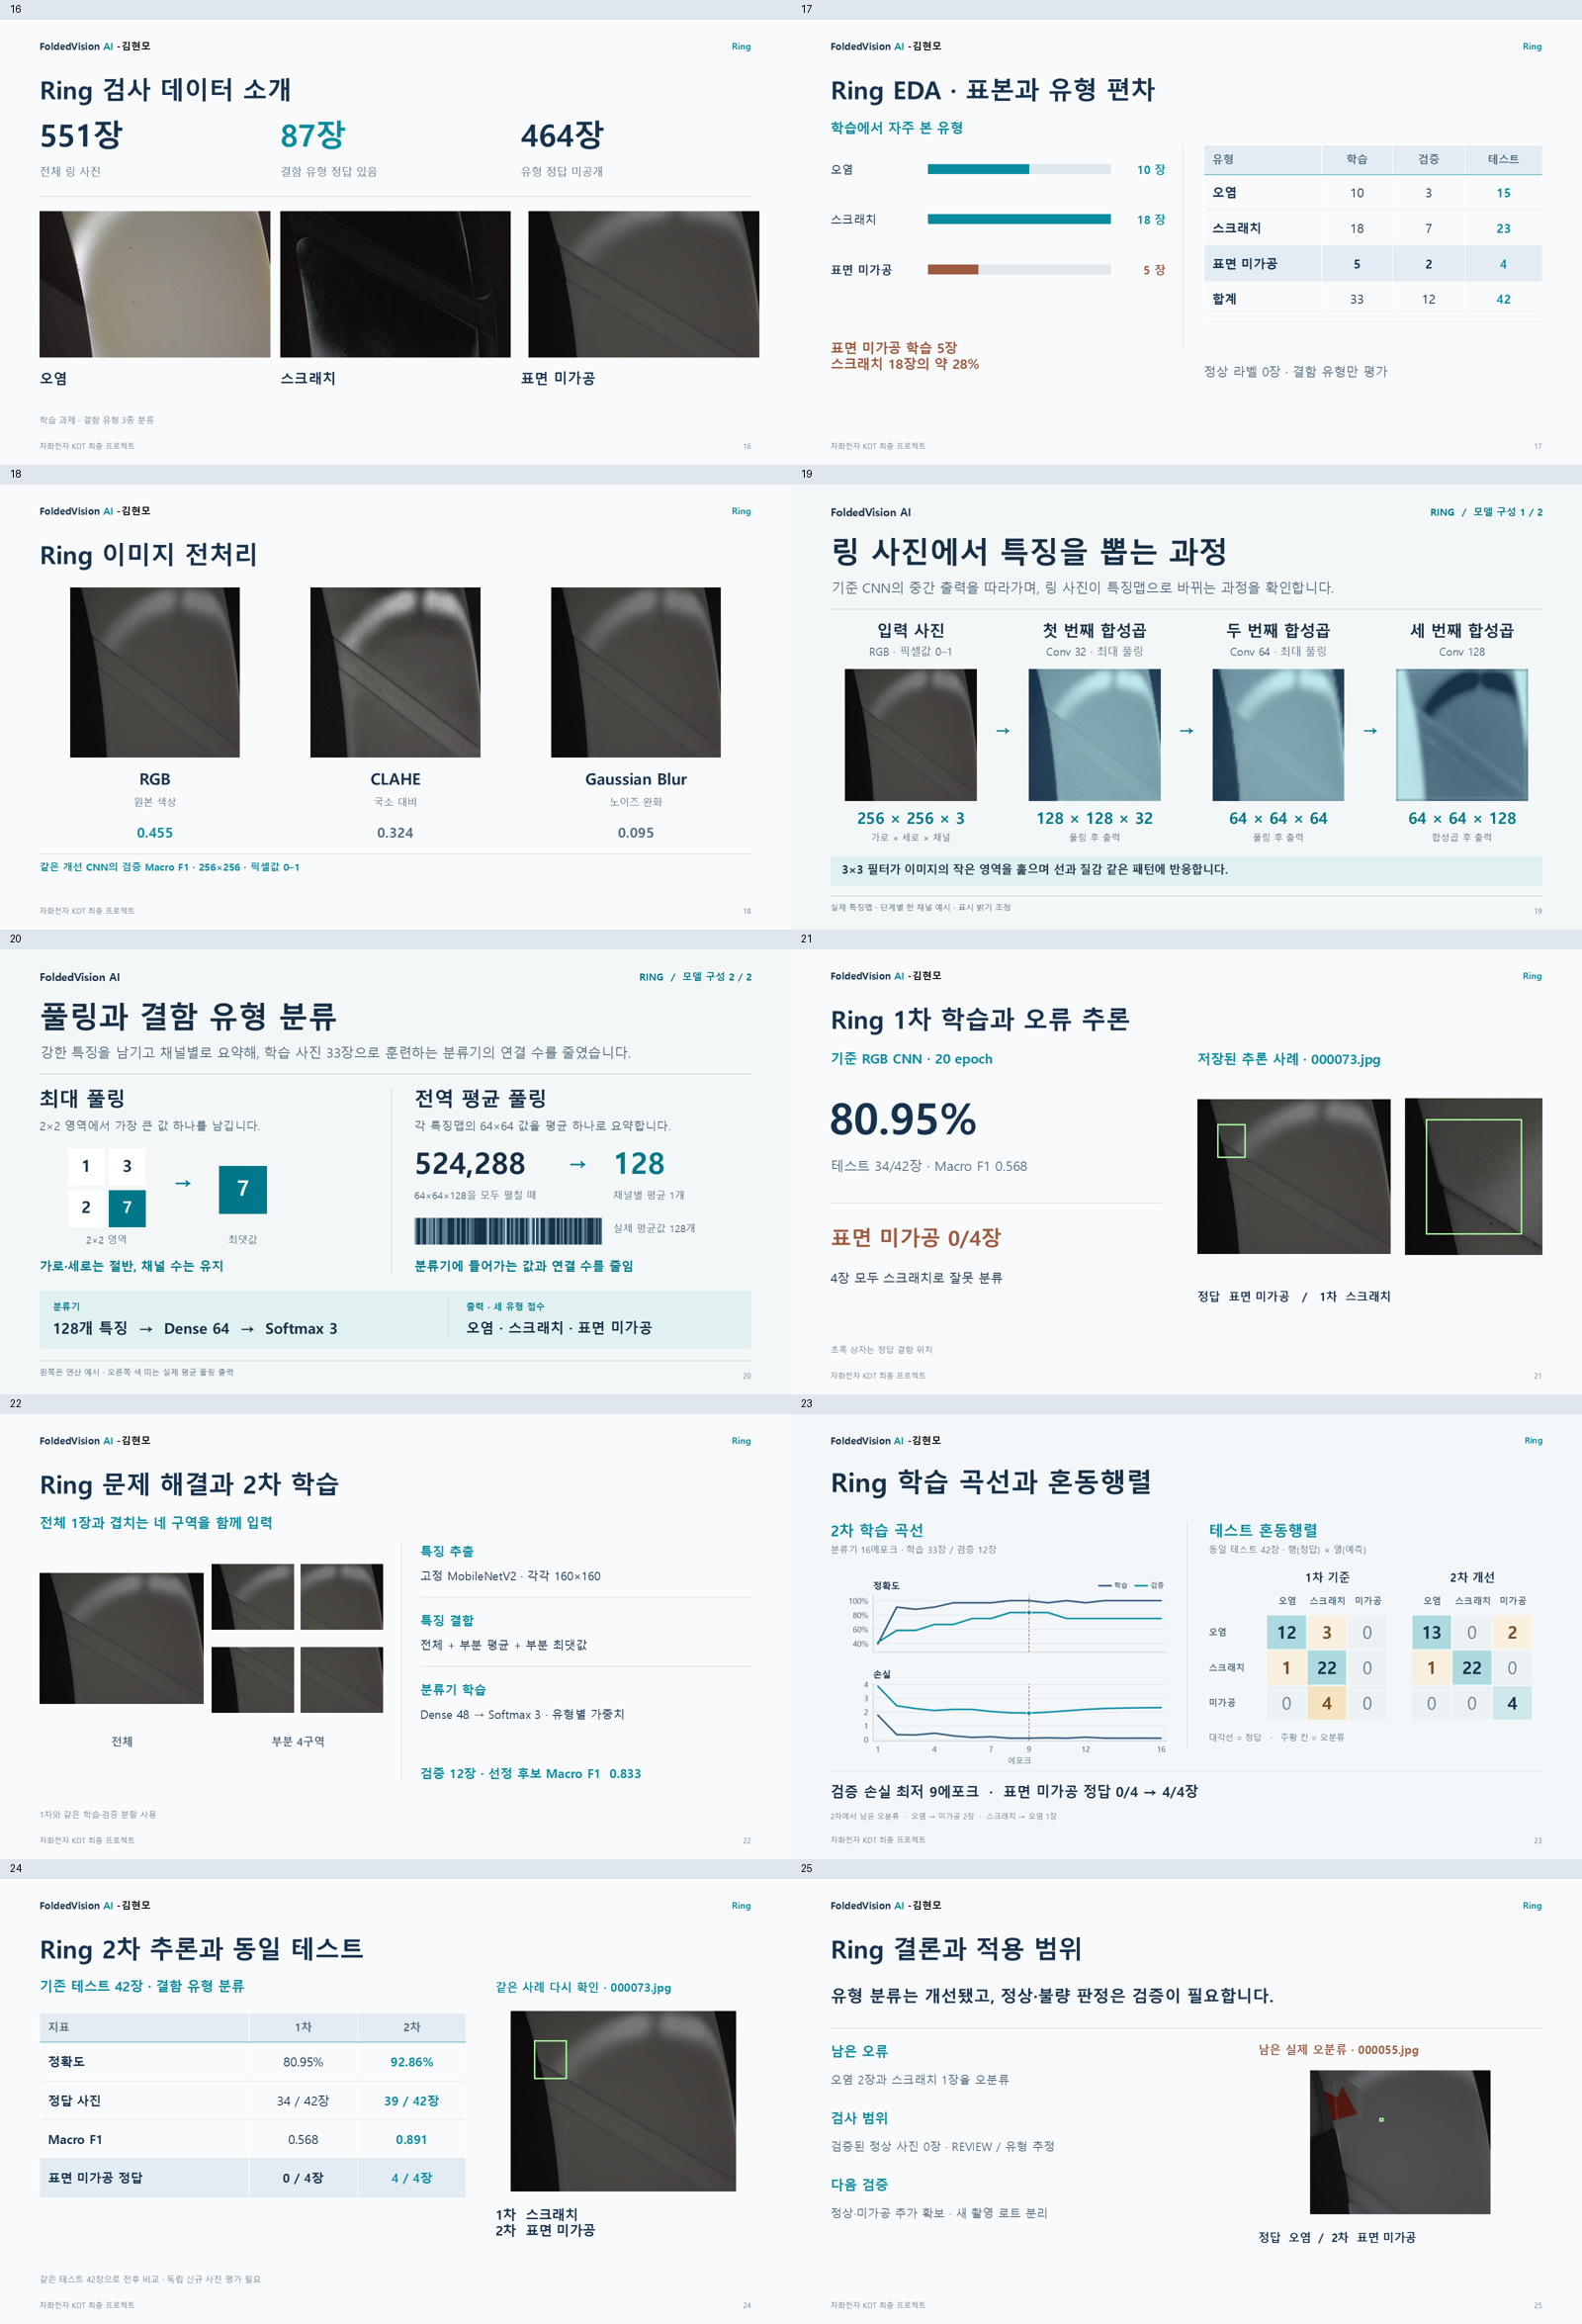 16
FoldedVision AI -김현모
Ring
Ring 검사 데이터 소개
551장
87장
464장
전체 링 사진
결함 유형 정답 있음
유형 정답 미공개
오염
스크래치
표면 미가공
학습 과제 · 결함 유형 3종 분류
자화전자 KDT 최종 프로젝트
16
17
FoldedVision AI -김현모
Ring
Ring EDA · 표본과 유형 편차
학습에서 자주 본 유형
오염
10 장
스크래치
18 장
표면 미가공
5 장
표면 미가공 학습 5장
스크래치 18장의 약 28%
유형 학습 검증 테스트
오염 10 3 15
스크래치 18 7 23
표면 미가공 5 2 4
합계 33 12 42
정상 라벨 0장 · 결함 유형만 평가
자화전자 KDT 최종 프로젝트
17
18
FoldedVision AI -김현모
Ring
Ring 이미지 전처리
RGB
CLAHE
Gaussian Blur
원본 색상
국소 대비
노이즈 완화
0.455
0.324
0.095
같은 개선 CNN의 검증 Macro F1 · 256×256 · 픽셀값 0–1
자화전자 KDT 최종 프로젝트
18
19
FoldedVision AI
RING / 모델 구성 1 / 2
링 사진에서 특징을 뽑는 과정
기준 CNN의 중간 출력을 따라가며, 링 사진이 특징맵으로 바뀌는 과정을 확인합니다.
입력 사진
첫 번째 합성곱
두 번째 합성곱
세 번째 합성곱
RGB · 픽셀값 0–1
Conv 32 · 최대 풀링
Conv 64 · 최대 풀링
Conv 128
→
→
→
256 × 256 × 3
128 × 128 × 32
64 × 64 × 64
64 × 64 × 128
가로 × 세로 × 채널
풀링 후 출력
풀링 후 출력
합성곱 후 출력
3×3 필터가 이미지의 작은 영역을 훑으며 선과 질감 같은 패턴에 반응합니다.
실제 특징맵 · 단계별 한 채널 예시 · 표시 밝기 조정
19
20
FoldedVision AI
RING / 모델 구성 2 / 2
풀링과 결함 유형 분류
강한 특징을 남기고 채널별로 요약해, 학습 사진 33장으로 훈련하는 분류기의 연결 수를 줄였습니다.
최대 풀링
2×2 영역에서 가장 큰 값 하나를 남깁니다.
1 3
2 7
→
7
2×2 영역
최댓값
가로·세로는 절반, 채널 수는 유지
전역 평균 풀링
각 특징맵의 64×64 값을 평균 하나로 요약합니다.
524,288 → 128
64×64×128을 모두 펼칠 때
채널별 평균 1개
실제 평균값 128개
분류기에 들어가는 값과 연결 수를 줄임
분류기
128개 특징 → Dense 64 → Softmax 3
출력 · 세 유형 점수
오염 · 스크래치 · 표면 미가공
왼쪽은 연산 예시 · 오른쪽 색 띠는 실제 평균 풀링 출력
20
21
FoldedVision AI -김현모
Ring
Ring 1차 학습과 오류 추론
기준 RGB CNN · 20 epoch
80.95%
테스트 34/42장 · Macro F1 0.568
표면 미가공 0/4장
4장 모두 스크래치로 잘못 분류
저장된 추론 사례 · 000073.jpg
정답 표면 미가공 / 1차 스크래치
초록 상자는 정답 결함 위치
자화전자 KDT 최종 프로젝트
21
22
FoldedVision AI -김현모
Ring
Ring 문제 해결과 2차 학습
전체 1장과 겹치는 네 구역을 함께 입력
전체
부분 4구역
특징 추출
고정 MobileNetV2 · 각각 160×160
특징 결합
전체 + 부분 평균 + 부분 최댓값
분류기 학습
Dense 48 → Softmax 3 · 유형별 가중치
검증 12장 · 선정 후보 Macro F1 0.833
1차와 같은 학습·검증 분할 사용
자화전자 KDT 최종 프로젝트
22
23
FoldedVision AI -김현모
Ring
Ring 학습 곡선과 혼동행렬
2차 학습 곡선
분류기 16에포크 · 학습 33장 / 검증 12장
정확도
학습 검증
100%
80%
60%
40%
손실
4
3
2
1
0
1 4 7 9 12 16
에포크
테스트 혼동행렬
동일 테스트 42장 · 행(정답) × 열(예측)
1차 기준
2차 개선
오염 스크래치 미가공
오염 스크래치 미가공
오염 12 3 0 13 0 2
스크래치 1 22 0 1 22 0
미가공 0 4 0 0 0 4
대각선 = 정답 · 주황 칸 = 오분류
검증 손실 최저 9에포크 · 표면 미가공 정답 0/4 → 4/4장
2차에서 남은 오분류 · 오염 → 미가공 2장 · 스크래치 → 오염 1장
자화전자 KDT 최종 프로젝트
23
24
FoldedVision AI -김현모
Ring
Ring 2차 추론과 동일 테스트
기존 테스트 42장 · 결함 유형 분류
지표 1차 2차
정확도 80.95% 92.86%
정답 사진 34 / 42장 39 / 42장
Macro F1 0.568 0.891
표면 미가공 정답 0 / 4장 4 / 4장
같은 사례 다시 확인 · 000073.jpg
1차 스크래치
2차 표면 미가공
같은 테스트 42장으로 전후 비교 · 독립 신규 사진 평가 필요
자화전자 KDT 최종 프로젝트
24
25
FoldedVision AI -김현모
Ring
Ring 결론과 적용 범위
유형 분류는 개선됐고, 정상·불량 판정은 검증이 필요합니다.
남은 오류
오염 2장과 스크래치 1장을 오분류
검사 범위
검증된 정상 사진 0장 · REVIEW / 유형 추정
다음 검증
정상·미가공 추가 확보 · 새 촬영 로트 분리
남은 실제 오분류 · 000055.jpg
정답 오염 / 2차 표면 미가공
자화전자 KDT 최종 프로젝트
25